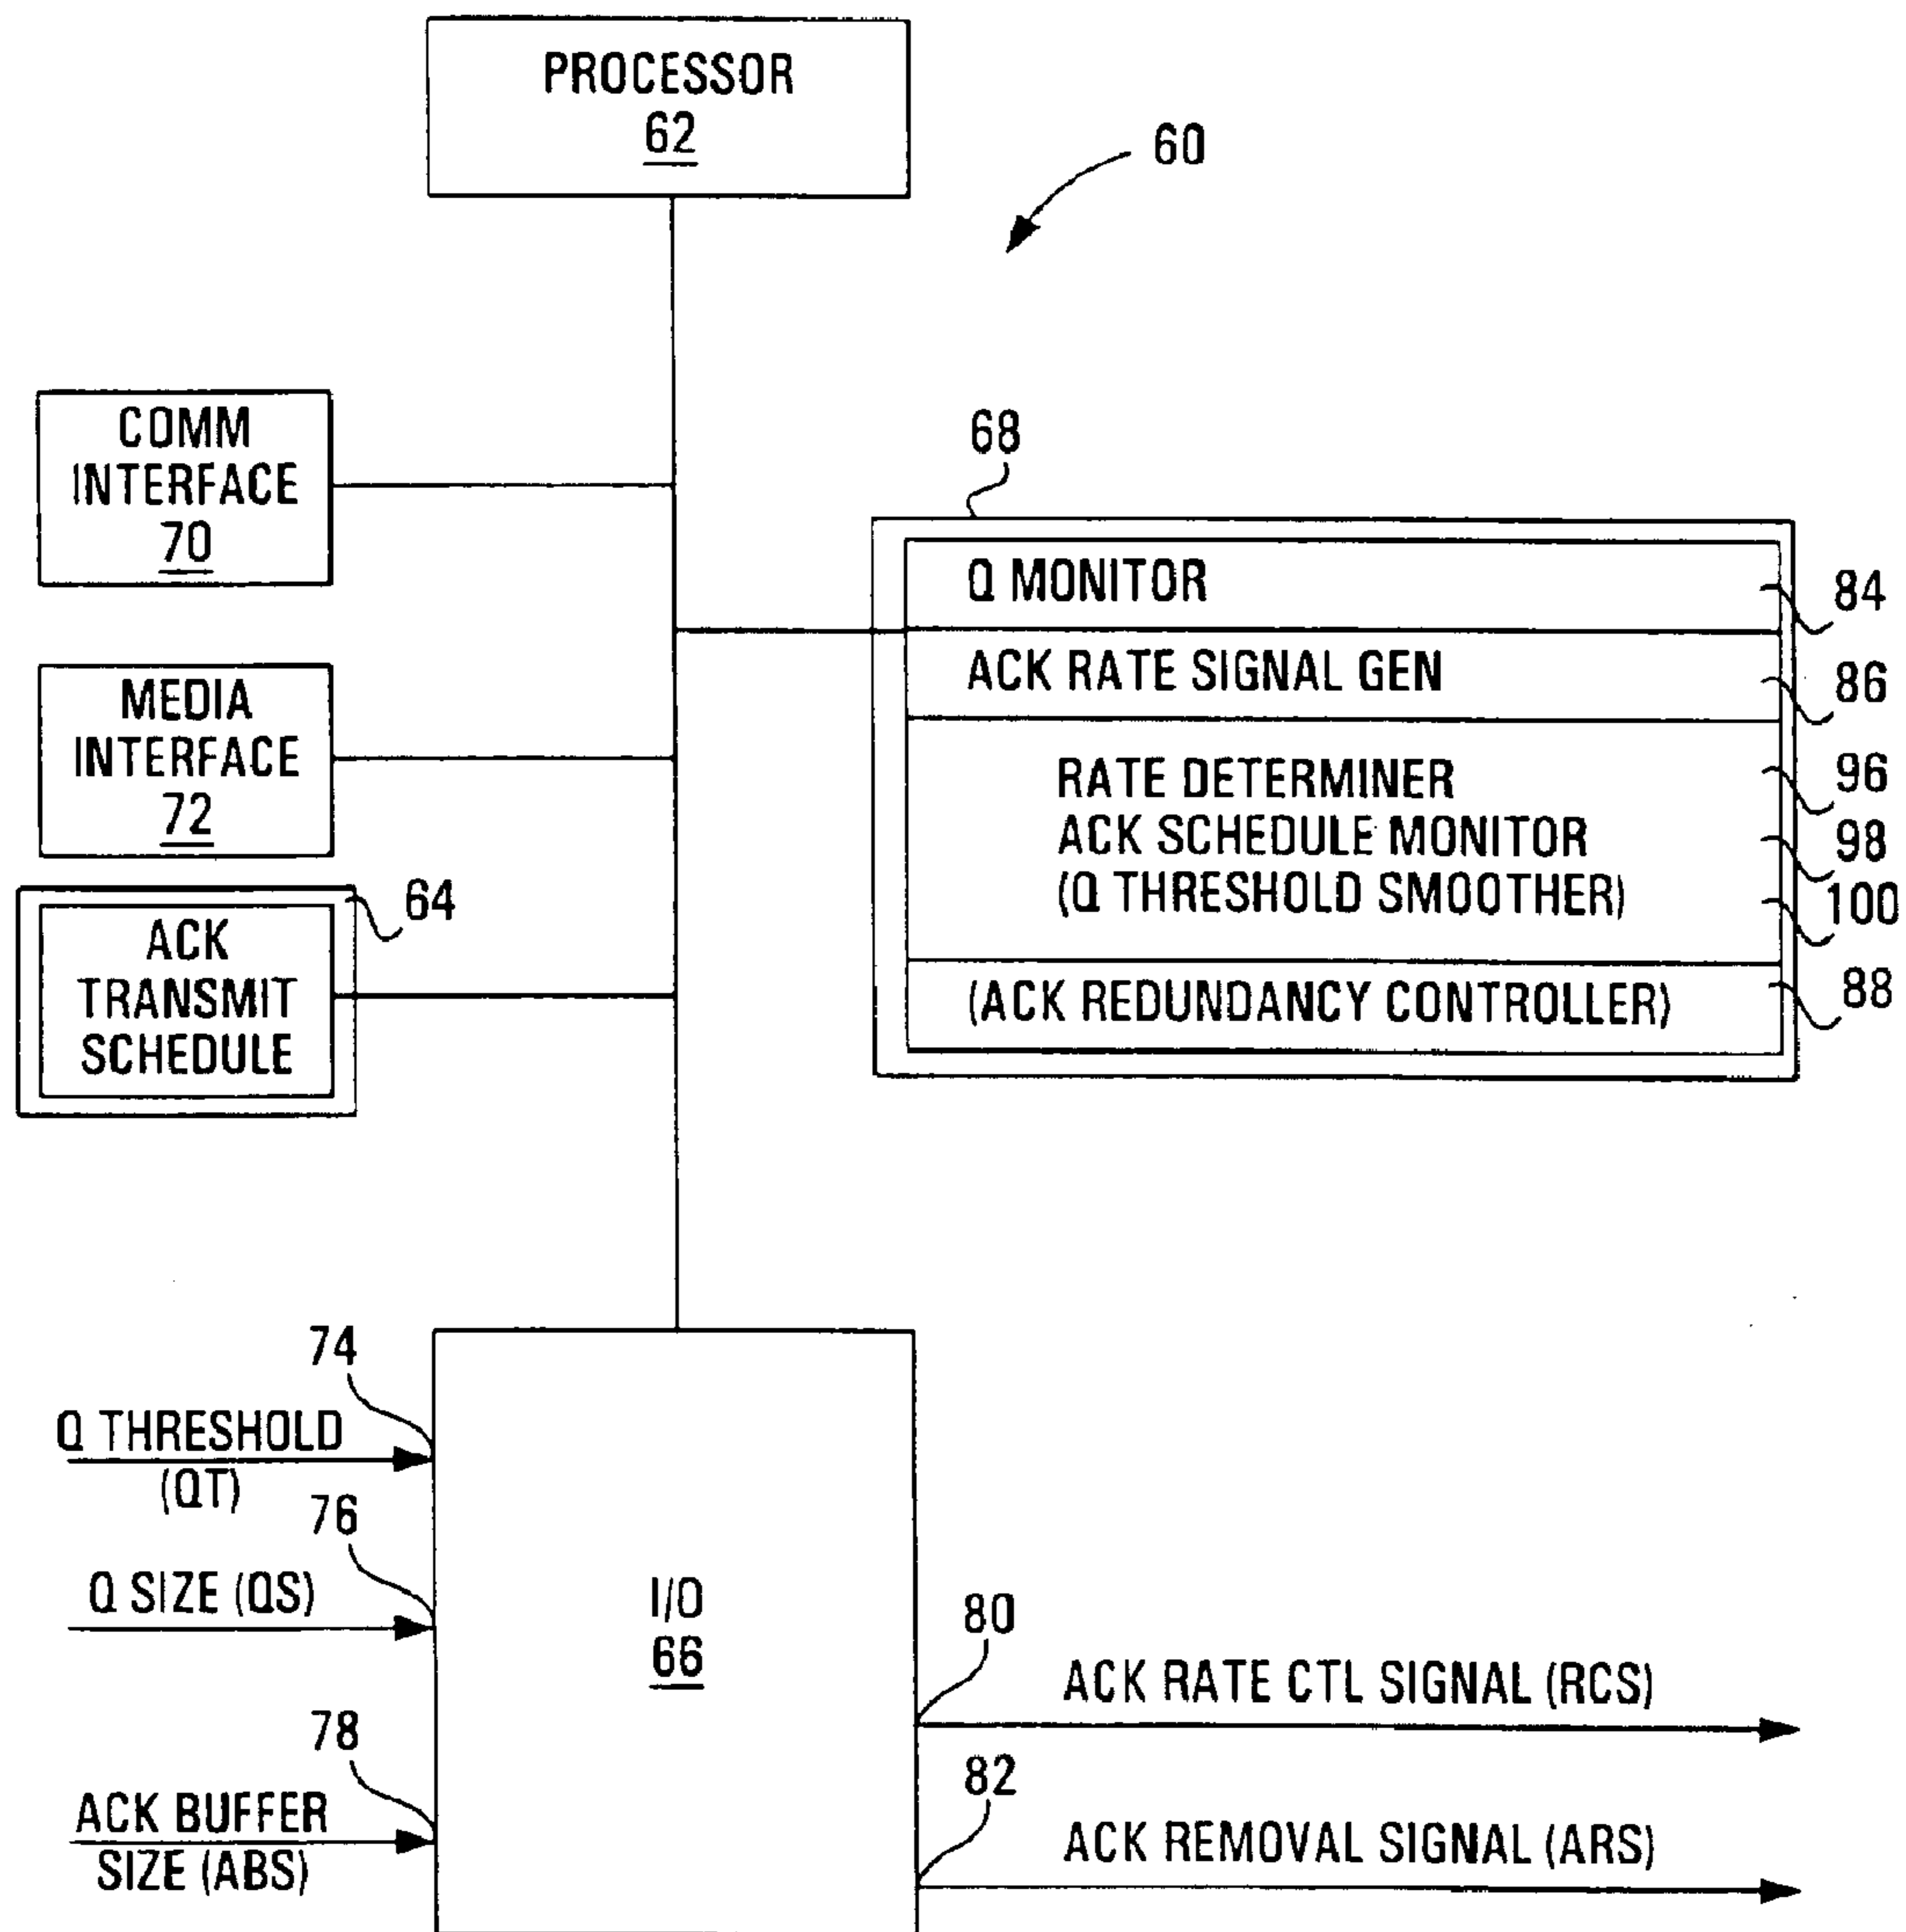 PROCESSOR
62
60
COMM
INTERFACE
70
68
Q MONITOR
84
ACK RATE SIGNAL GEN
86
MEDIA
INTERFACE
72
RATE DETERMINER
96
ACK SCHEDULE MONITOR
98
(Q THRESHOLD SMOOTHER)
100
(ACK REDUNDANCY CONTROLLER)
88
64
ACK
TRANSMIT
SCHEDULE
74
Q THRESHOLD
(QT)
76
Q SIZE (QS)
I/O
66
78
ACK BUFFER
SIZE (ABS)
80
ACK RATE CTL SIGNAL (RCS)
82
ACK REMOVAL SIGNAL (ARS)